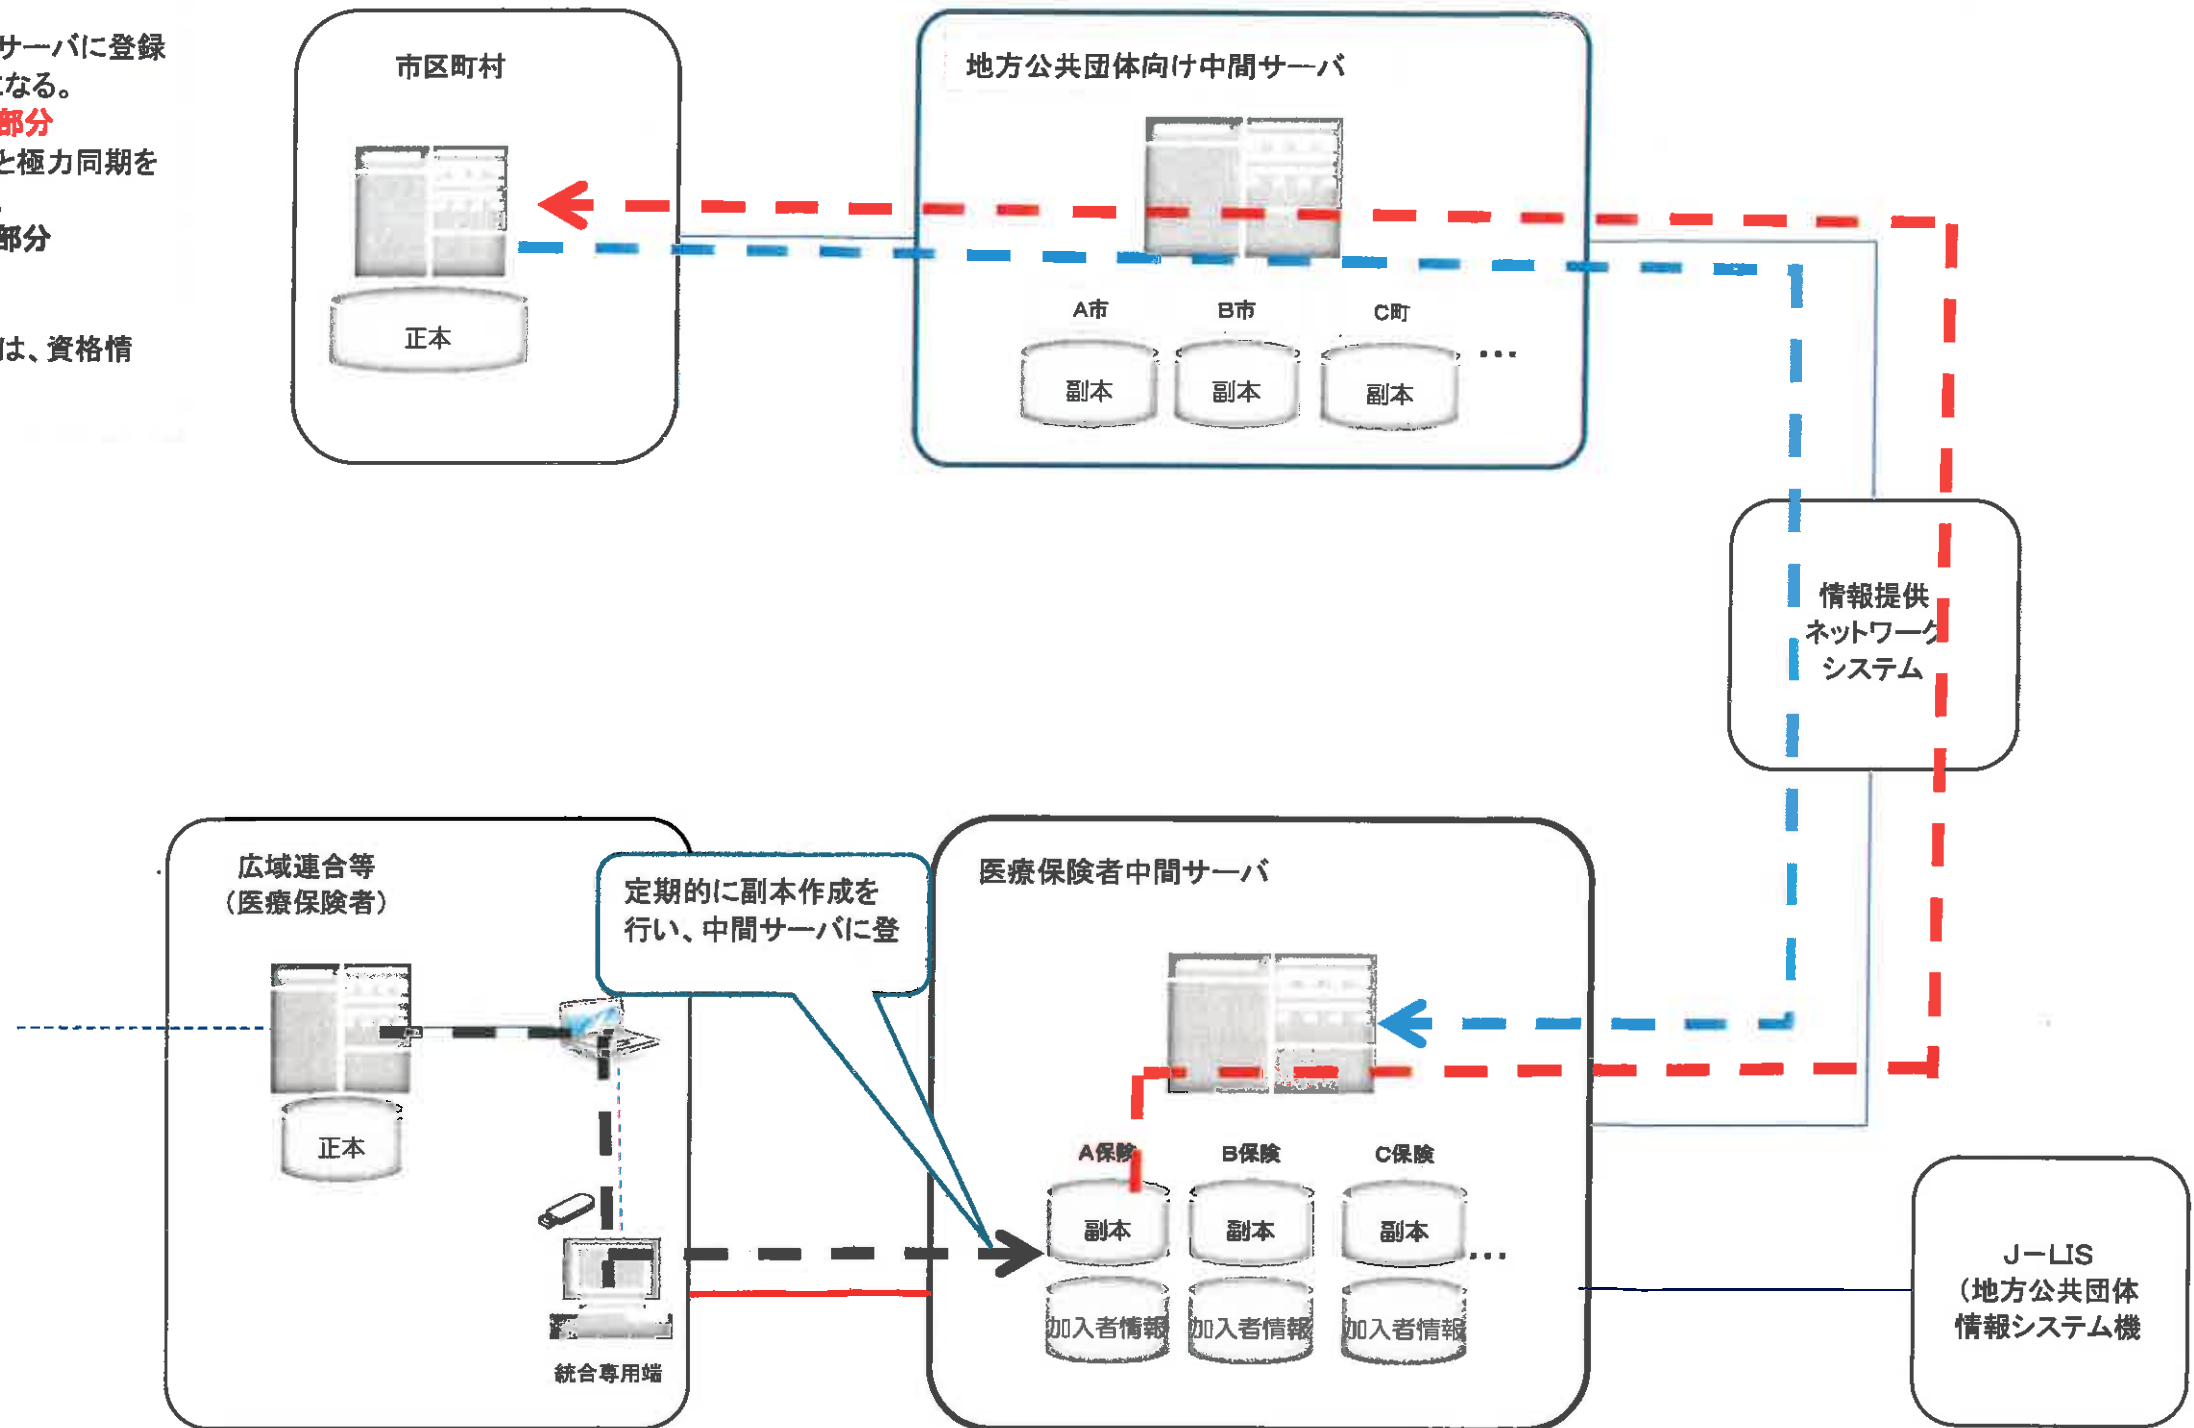 サーバに登録
なる。
部分
と極力同期を
部分
は、資格情
市区町村
正本
地方公共団体向け中間サーバ
A市 B市 C町
副本 副本 副本 …
情報提供
ネットワーク
システム
広域連合等
（医療保険者）
正本
統合専用端
定期的に副本作成を
行い、中間サーバに登
医療保険者中間サーバ
A保険 B保険 C保険
副本 副本 副本 …
加入者情報 加入者情報 加入者情報
J－LIS
（地方公共団体
情報システム機